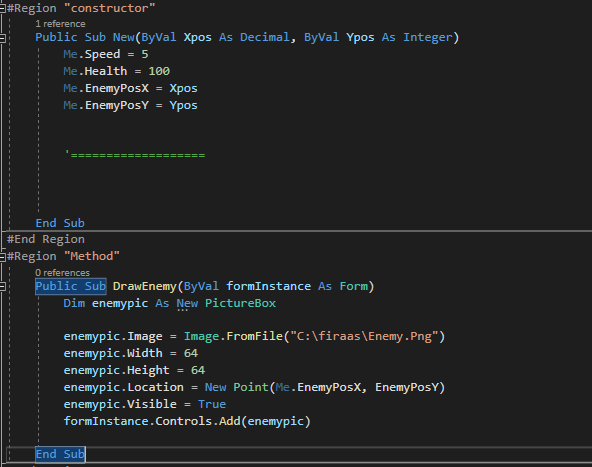 #Region "constructor"
1 reference
Public Sub New(ByVal Xpos As Decimal, ByVal Ypos As Integer)
Me.Speed = 5
Me.Health = 100
Me.EnemyPosX = Xpos
Me.EnemyPosY = Ypos
'===================
End Sub
#End Region
#Region "Method"
0 references
Public Sub DrawEnemy(ByVal formInstance As Form)
Dim enemypic As New PictureBox
enemypic.Image = Image.FromFile("C:\firaas\Enemy.Png")
enemypic.Width = 64
enemypic.Height = 64
enemypic.Location = New Point(Me.EnemyPosX, EnemyPosY)
enemypic.Visible = True
formInstance.Controls.Add(enemypic)
End Sub